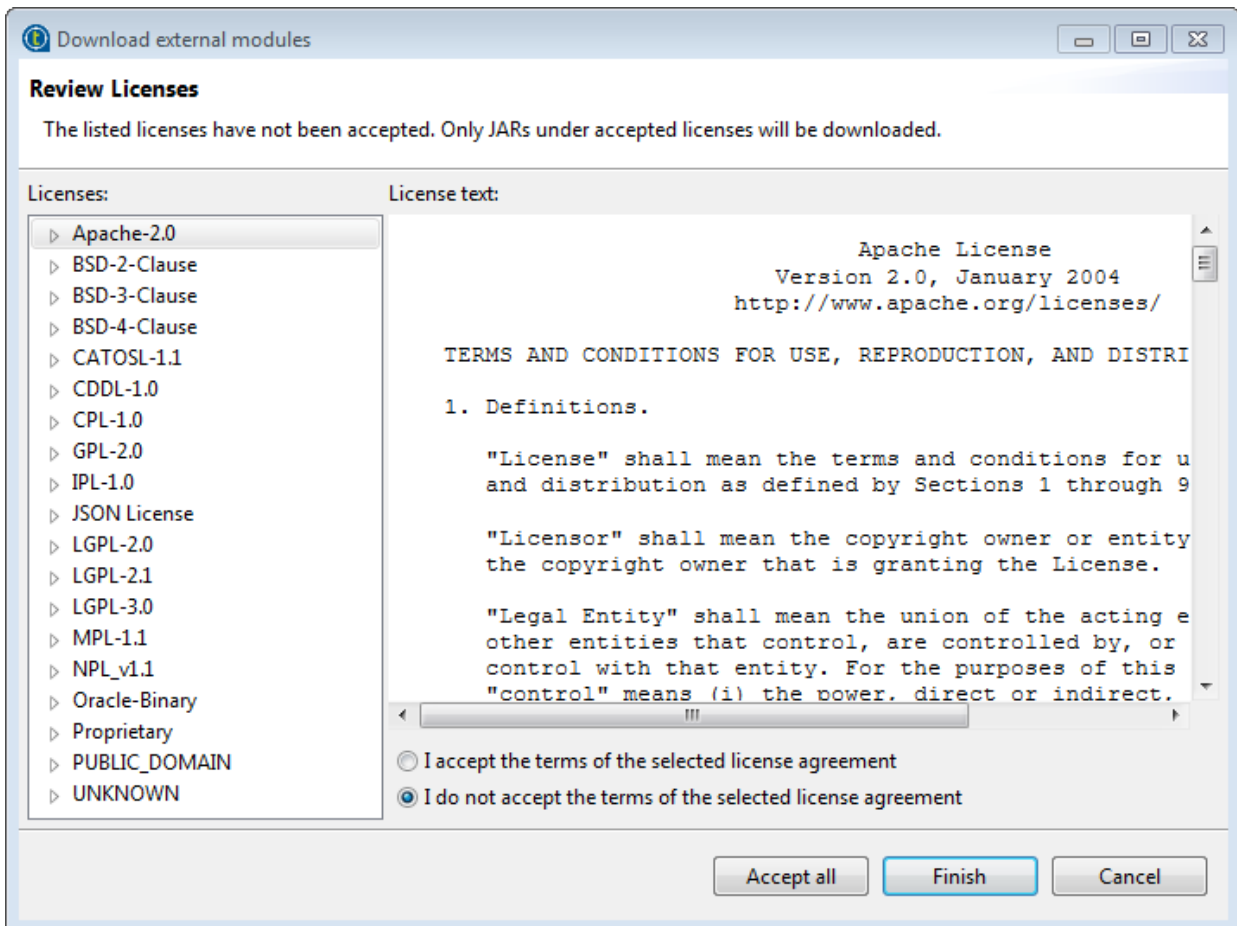 Download external modules
Review Licenses
The listed licenses have not been accepted. Only JARs under accepted licenses will be downloaded.
Licenses:
Apache-2.0
BSD-2-Clause
BSD-3-Clause
BSD-4-Clause
CATOSL-1.1
CDDL-1.0
CPL-1.0
GPL-2.0
IPL-1.0
JSON License
LGPL-2.0
LGPL-2.1
LGPL-3.0
MPL-1.1
NPL_v1.1
Oracle-Binary
Proprietary
PUBLIC_DOMAIN
UNKNOWN
License text:
Apache License
Version 2.0, January 2004
http://www.apache.org/licenses/
TERMS AND CONDITIONS FOR USE, REPRODUCTION, AND DISTRI
1. Definitions.
"License" shall mean the terms and conditions for u
and distribution as defined by Sections 1 through 9
"Licensor" shall mean the copyright owner or entity
the copyright owner that is granting the License.
"Legal Entity" shall mean the union of the acting e
other entities that control, are controlled by, or
control with that entity. For the purposes of this
"control" means (i) the power, direct or indirect,
I accept the terms of the selected license agreement
I do not accept the terms of the selected license agreement
Accept all
Finish
Cancel